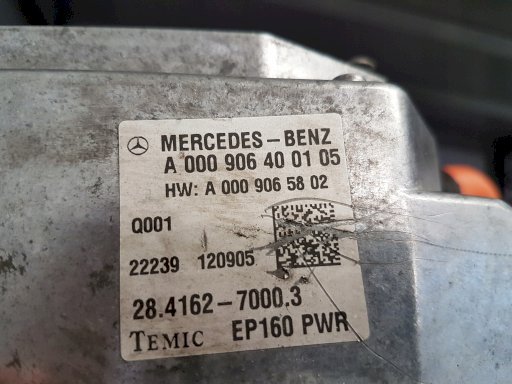 MERCEDES-BENZ
A 000 906 40 01 05
HW: A 000 906 58 02
Q001
22239 120905
28.4162-7000.3
TEMIC EP160 PWR